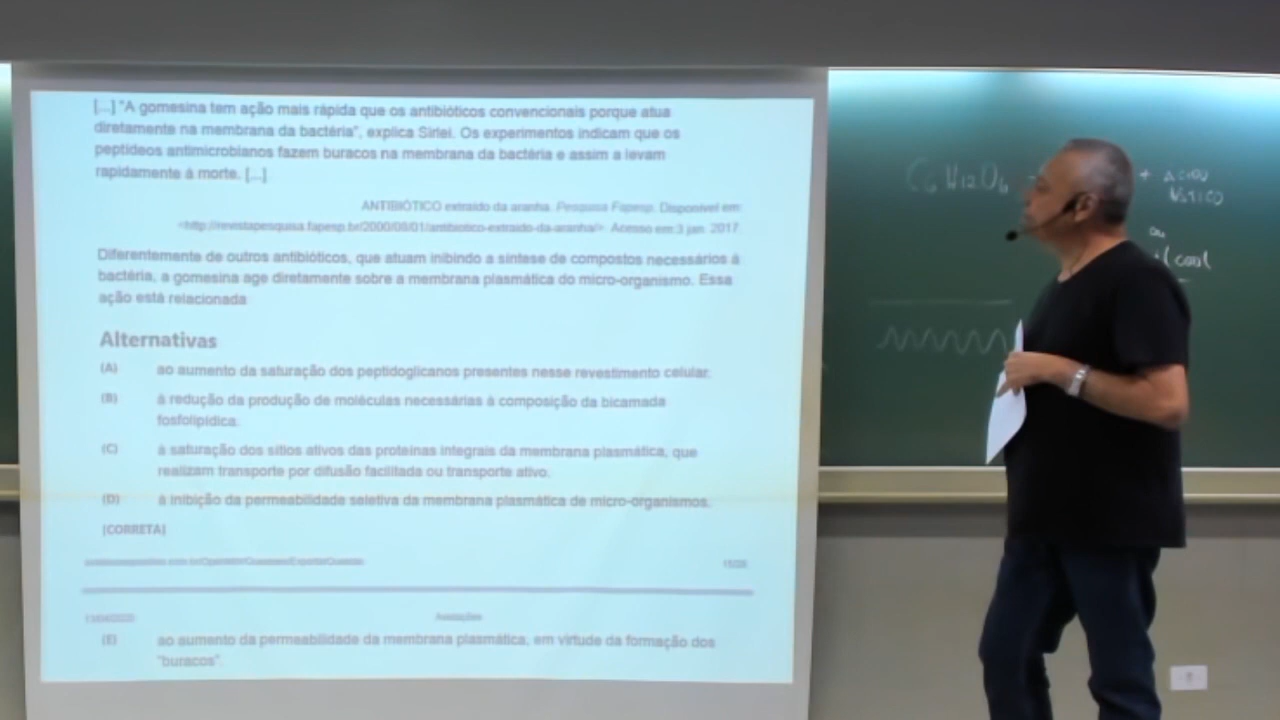 [...] "A gomesina tem ação mais rápida que os antibióticos convencionais porque atua
diretamente na membrana da bactéria", explica Sirlei. Os experimentos indicam que os
peptídeos antimicrobianos fazem buracos na membrana da bactéria e assim a levam
rapidamente à morte. [...]
ANTIBIÓTICO extraído da aranha. Pesquisa Fapesp. Disponível em:
<http://revistapesquisa.fapesp.br/2000/08/01/antibiotico-extraido-da-aranha/> Acesso em:3 jan. 2017.
Diferentemente de outros antibióticos, que atuam inibindo a síntese de compostos necessários à
bactéria, a gomesina age diretamente sobre a membrana plasmática do micro-organismo. Essa
ação está relacionada
Alternativas
(A) ao aumento da saturação dos peptidoglicanos presentes nesse revestimento celular.
(B) à redução da produção de moléculas necessárias à composição da bicamada
fosfolipídica.
(C) à saturação dos sítios ativos das proteínas integrais da membrana plasmática, que
realizam transporte por difusão facilitada ou transporte ativo.
(D) à inibição da permeabilidade seletiva da membrana plasmática de micro-organismos.
[CORRETA]
Avaliações
(E) ao aumento da permeabilidade da membrana plasmática, em virtude da formação dos
"buracos".
C6H12O6
+ ÁCIDO
ou